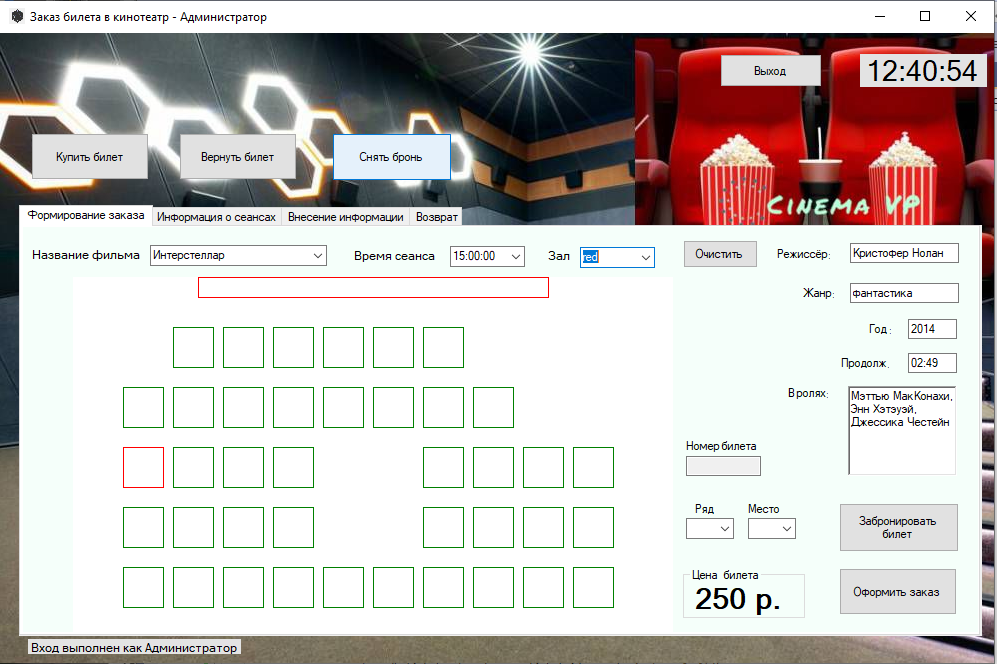 Заказ билета в кинотеатр - Администратор
Выход
12:40:54
Купить билет
Вернуть билет
Снять бронь
CINEMA VP
Формирование заказа
Информация о сеансах
Внесение информации
Возврат
Название фильма
Интерстеллар
Время сеанса
15:00:00
Зал
red
Очистить
Режиссёр:
Кристофер Нолан
Жанр:
фантастика
Год :
2014
Продолж.
02:49
В ролях:
Мэттью МакКонахи,
Энн Хэтэуэй,
Джессика Честейн
Номер билета
Ряд
Место
Забронировать
билет
Цена билета
250 р.
Оформить заказ
Вход выполнен как Администратор